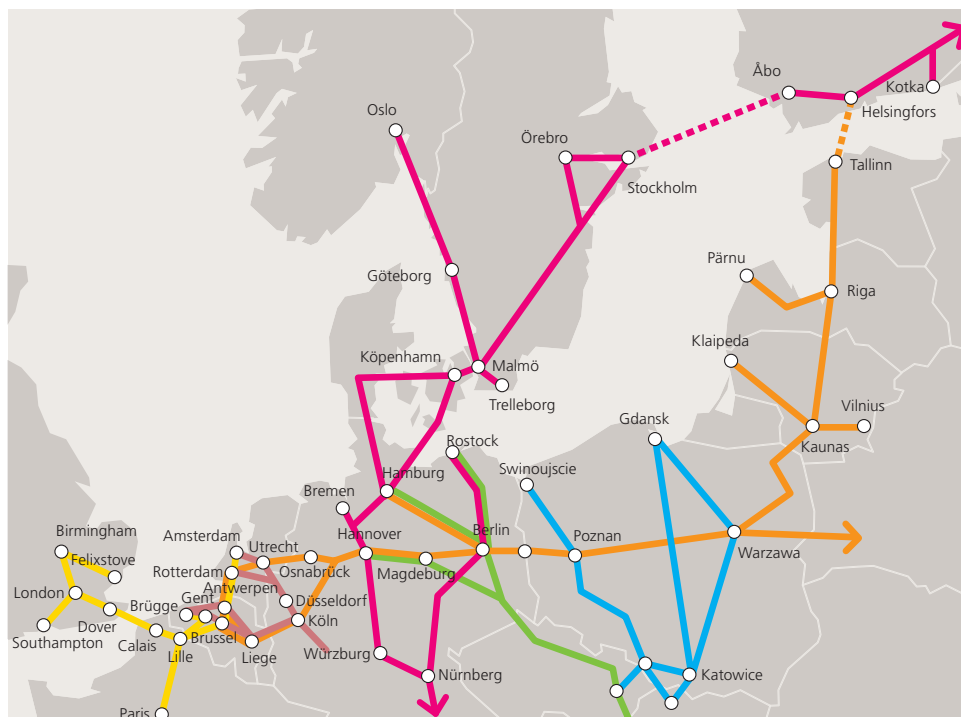 Åbo
Kotka
Oslo
Helsingfors
Örebro
Tallinn
Stockholm
Pärnu
Göteborg
Riga
Klaipeda
Köpenhamn
Malmö
Trelleborg
Vilnius
Gdansk
Rostock
Kaunas
Swinoujscie
Hamburg
Bremen
Birmingham
Hannover
Berlin
Amsterdam
Utrecht
Poznan
Warzawa
Felixstove
Rotterdam
Osnabrück
Magdeburg
London
Antwerpen
Gent
Düsseldorf
Brügge
Dover
Köln
Southampton
Calais
Brussel
Lille
Liege
Würzburg
Nürnberg
Katowice
Paris